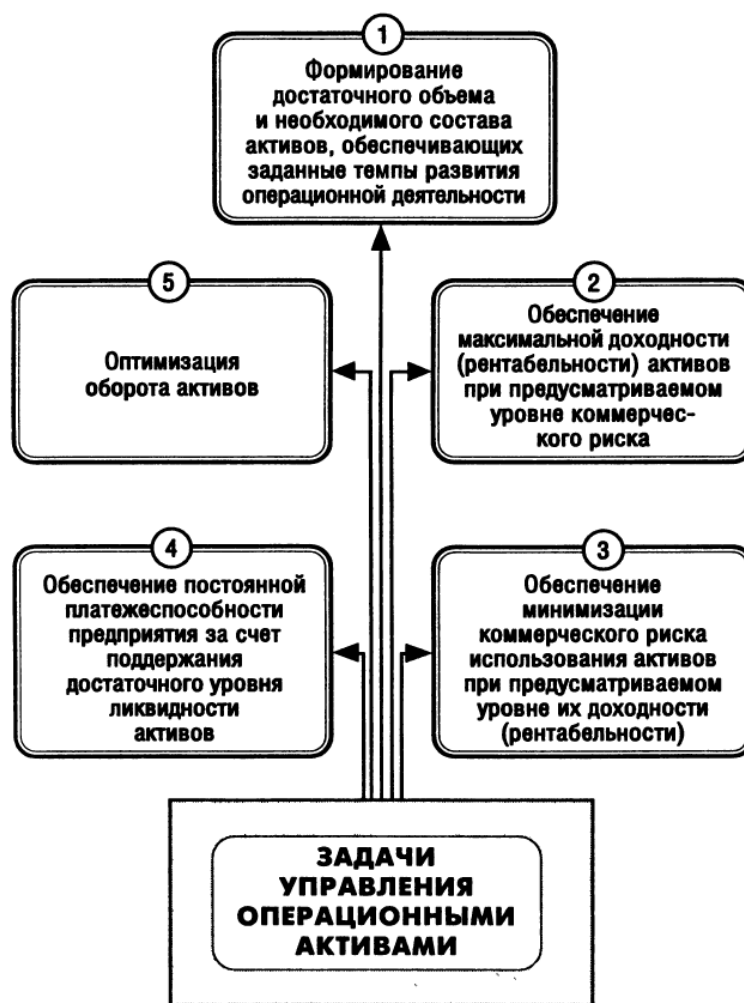 1
Формирование
достаточного объема
и необходимого состава
активов, обеспечивающих
заданные темпы развития
операционной деятельности
5
Оптимизация
оборота активов
2
Обеспечение
максимальной доходности
(рентабельности) активов
при предусматриваемом
уровне коммерчес-
кого риска
4
Обеспечение постоянной
платежеспособности
предприятия за счет
поддержания
достаточного уровня
ликвидности
активов
3
Обеспечение
минимизации
коммерческого риска
использования активов
при предусматриваемом
уровне их доходности
(рентабельности)
ЗАДАЧИ
УПРАВЛЕНИЯ
ОПЕРАЦИОННЫМИ
АКТИВАМИ